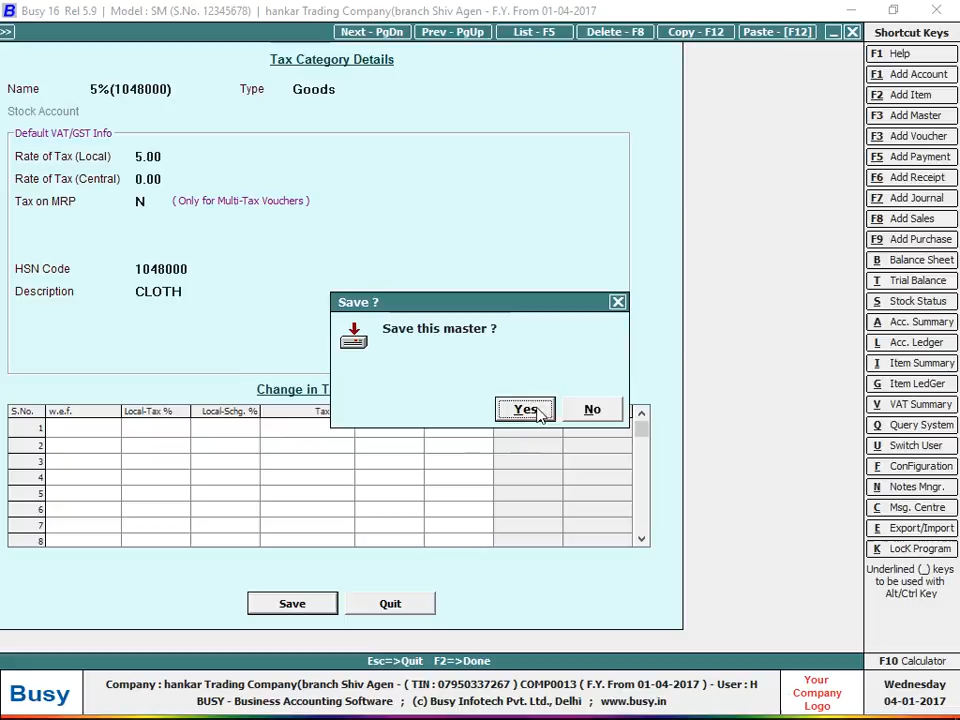 Busy 16 Rel 5.9 | Model : SM (S.No. 12345678) | hankar Trading Company(branch Shiv Agen - F.Y. From 01-04-2017
>> Next - PgDn Prev - PgUp List - F5 Delete - F8 Copy - F12 Paste - [F12]
Tax Category Details
Name 5%(1048000) Type Goods
Stock Account
Default VAT/GST Info
Rate of Tax (Local) 5.00
Rate of Tax (Central) 0.00
Tax on MRP N ( Only for Multi-Tax Vouchers )
HSN Code 1048000
Description CLOTH
Save ?
Save this master ?
Yes No
Change in T
S.No. w.e.f. Local-Tax % Local-Schg. % Tax
1
2
3
4
5
6
7
8
Save Quit
Shortcut Keys
F1 Help
F1 Add Account
F2 Add Item
F3 Add Master
F3 Add Voucher
F5 Add Payment
F6 Add Receipt
F7 Add Journal
F8 Add Sales
F9 Add Purchase
B Balance Sheet
T Trial Balance
S Stock Status
A Acc. Summary
L Acc. Ledger
I Item Summary
G Item LedGer
V VAT Summary
Q Query System
U Switch User
F Configuration
N Notes Mngr.
C Msg. Centre
E Export/Import
K LocK Program
Underlined (_) keys
to be used with
Alt/Ctrl Key
Esc=>Quit F2=>Done
F10 Calculator
Busy
Company : hankar Trading Company(branch Shiv Agen - ( TIN : 07950337267 ) COMP0013 ( F.Y. From 01-04-2017 ) - User : H
BUSY - Business Accounting Software ; (c) Busy Infotech Pvt. Ltd., Delhi ; www.busy.in
Your
Company
Logo
Wednesday
04-01-2017